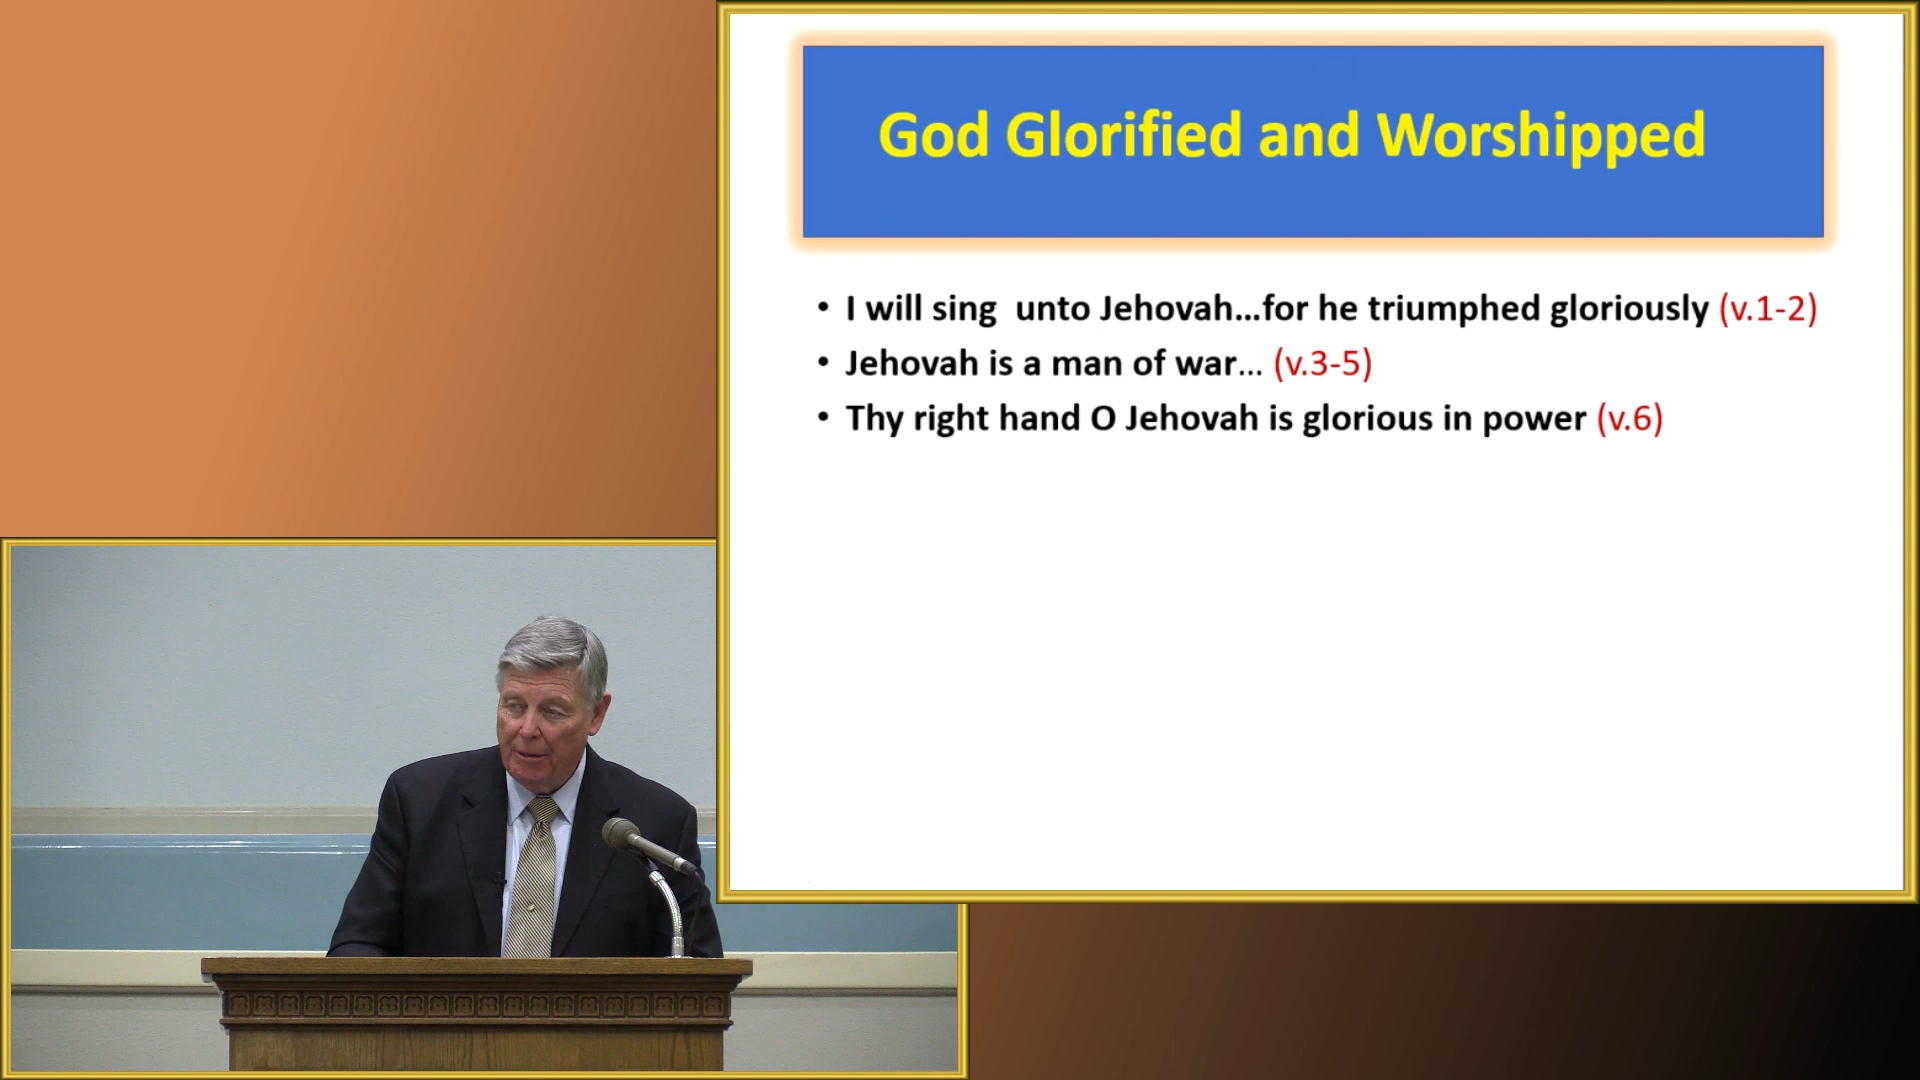 God Glorified and Worshipped
• I will sing  unto Jehovah...for he triumphed gloriously (v.1-2)
• Jehovah is a man of war... (v.3-5)
• Thy right hand O Jehovah is glorious in power (v.6)